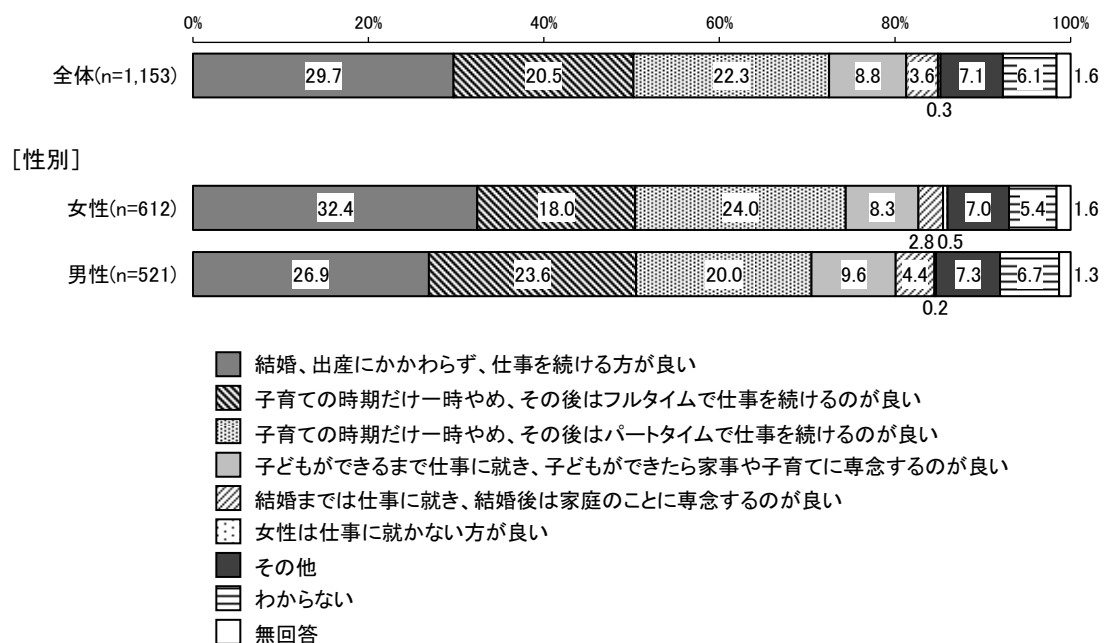 0% 20% 40% 60% 80% 100%
全体(n=1,153) 29.7 20.5 22.3 8.8 3.6 7.1 6.1 1.6
0.3
[性別]
女性(n=612) 32.4 18.0 24.0 8.3 7.0 5.4 1.6
2.8 0.5
男性(n=521) 26.9 23.6 20.0 9.6 4.4 7.3 6.7 1.3
0.2
結婚、出産にかかわらず、仕事を続ける方が良い
子育ての時期だけ一時やめ、その後はフルタイムで仕事を続けるのが良い
子育ての時期だけ一時やめ、その後はパートタイムで仕事を続けるのが良い
子どもができるまで仕事に就き、子どもができたら家事や子育てに専念するのが良い
結婚までは仕事に就き、結婚後は家庭のことに専念するのが良い
女性は仕事に就かない方が良い
その他
わからない
無回答